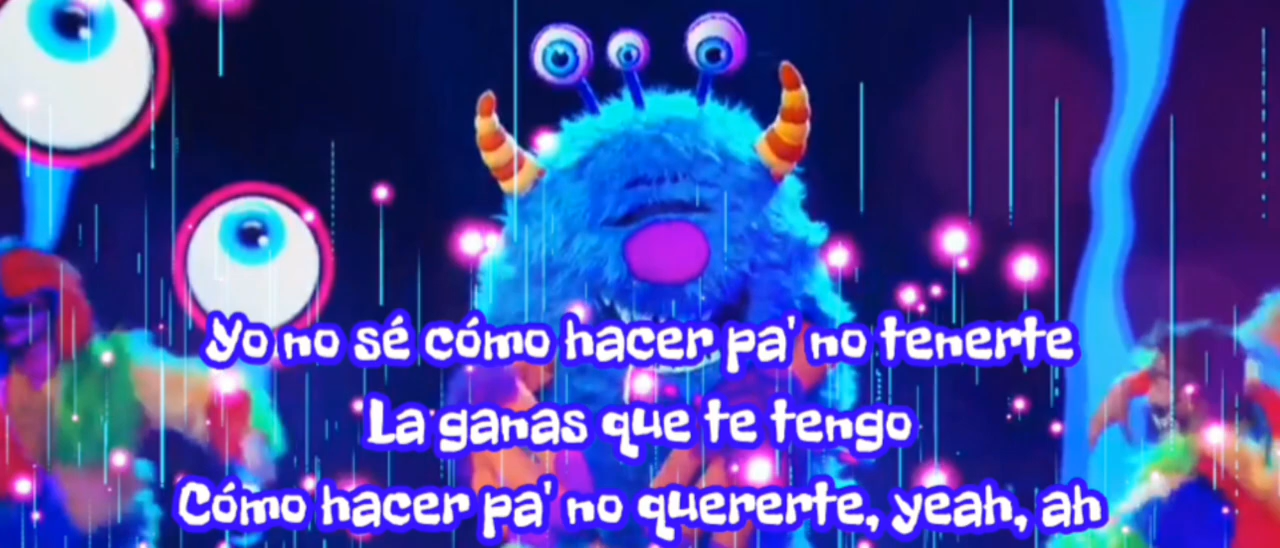 Yo no sé cómo hacer pa' no tenerte
La ganas que te tengo
Cómo hacer pa' no quererte, yeah, ah